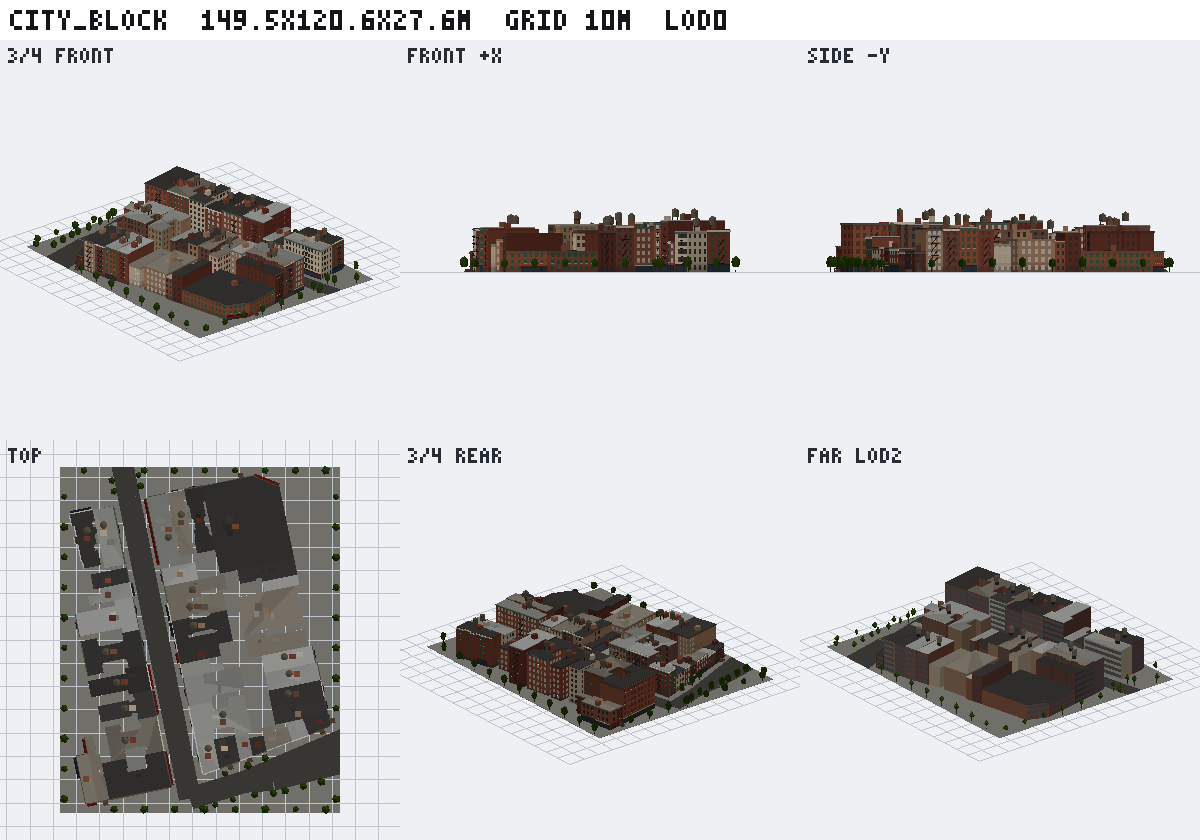 CITY_BLOCK 149.5X120.6X27.6M GRID 10M LOD0
3/4 FRONT
FRONT +X
SIDE -Y
TOP
3/4 REAR
FAR LOD2